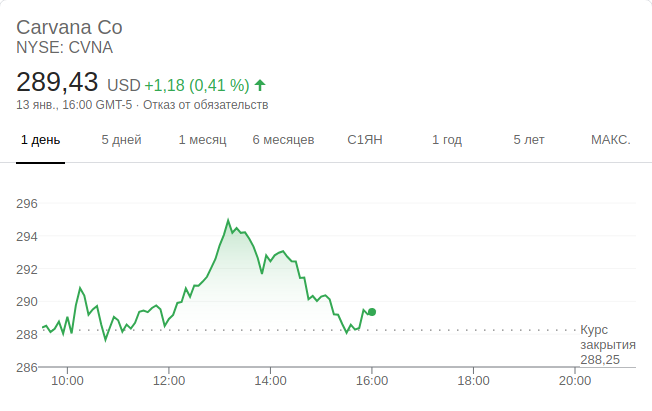 Carvana Co
NYSE: CVNA
289,43 USD +1,18 (0,41 %)
13 янв., 16:00 GMT-5 · Отказ от обязательств
1 день 5 дней 1 месяц 6 месяцев С1ЯН 1 год 5 лет МАКС.
296
294
292
290
288
286
Курс
закрытия
288,25
10:00 12:00 14:00 16:00 18:00 20:00